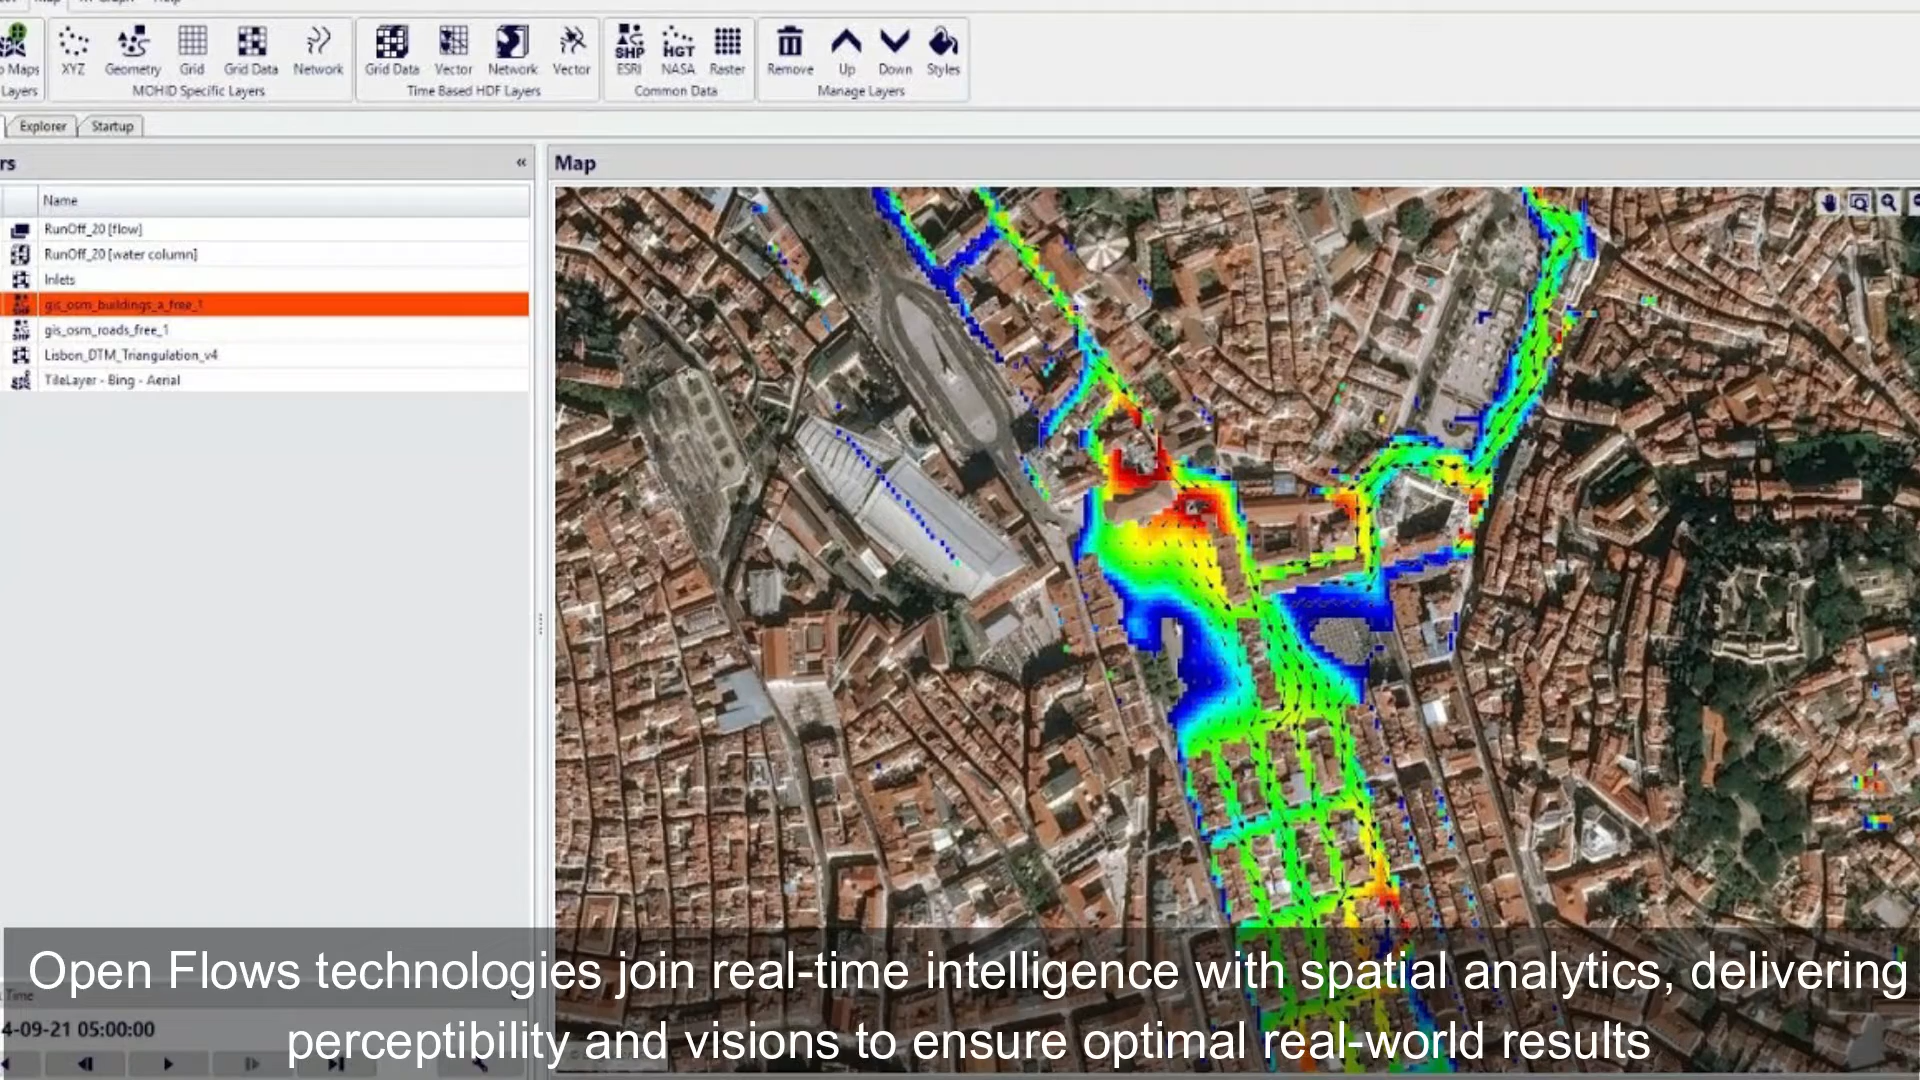 Maps
XYZ
Geometry
Grid
Grid Data
Network
Grid Data
Vector
Network
Vector
SHP
ESRI
HGT
NASA
Raster
Remove
Up
Down
Styles
Layers
MOHID Specific Layers
Time Based HDF Layers
Common Data
Manage Layers
Explorer
Startup
rs
«
Map
Name
RunOff_20 [flow]
RunOff_20 [water column]
Inlets
gis_osm_buildings_a_free_1
gis_osm_roads_free_1
Lisbon_DTM_Triangulation_v4
TileLayer - Bing - Aerial
Open Flows technologies join real-time intelligence with spatial analytics, delivering
Time
4-09-21 05:00:00
perceptibility and visions to ensure optimal real-world results